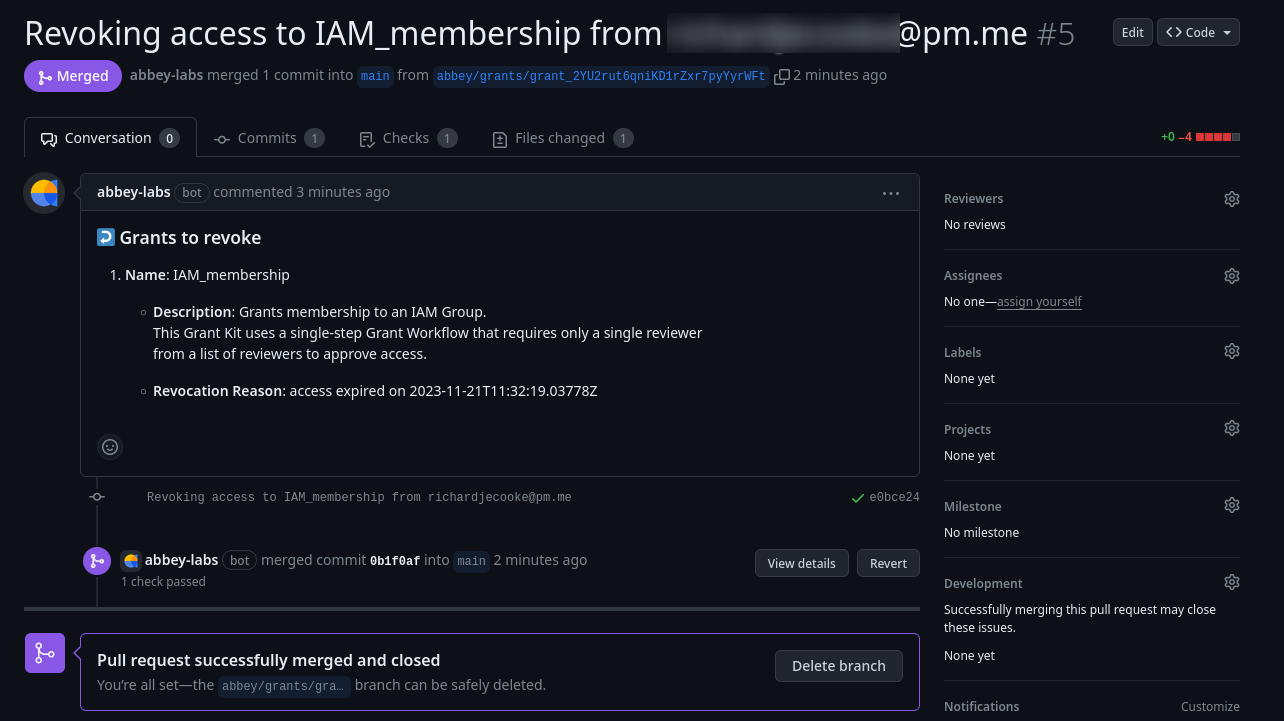 Revoking access to IAM_membership from @pm.me #5
Edit
Code
Merged
abbey-labs merged 1 commit into main from abbey/grants/grant_2YU2rut6qniKD1rZxr7pyYyrWFt 2 minutes ago
Conversation 0
Commits 1
Checks 1
Files changed 1
+0 −4
abbey-labs bot commented 3 minutes ago
Grants to revoke
1. Name: IAM_membership
Description: Grants membership to an IAM Group.
This Grant Kit uses a single-step Grant Workflow that requires only a single reviewer
from a list of reviewers to approve access.
Revocation Reason: access expired on 2023-11-21T11:32:19.03778Z
Revoking access to IAM_membership from richardjecooke@pm.me
e0bce24
abbey-labs bot merged commit 0b1f0af into main 2 minutes ago
1 check passed
View details
Revert
Pull request successfully merged and closed
You're all set—the abbey/grants/gra… branch can be safely deleted.
Delete branch
Reviewers
No reviews
Assignees
No one—assign yourself
Labels
None yet
Projects
None yet
Milestone
No milestone
Development
Successfully merging this pull request may close
these issues.
None yet
Notifications
Customize